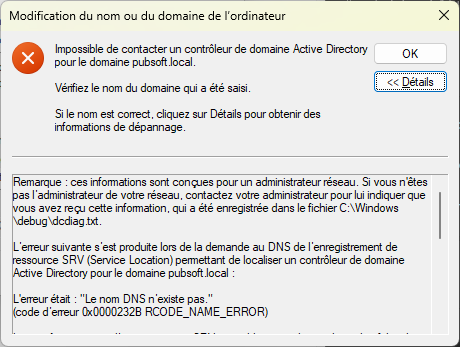 Modification du nom ou du domaine de l'ordinateur
Impossible de contacter un contrôleur de domaine Active Directory
pour le domaine pubsoft.local.
OK
<< Détails
Vérifiez le nom du domaine qui a été saisi.
Si le nom est correct, cliquez sur Détails pour obtenir des
informations de dépannage.
Remarque : ces informations sont conçues pour un administrateur réseau. Si vous n'êtes
pas l'administrateur de votre réseau, contactez votre administrateur pour lui indiquer que
vous avez reçu cette information, qui a été enregistrée dans le fichier C:\Windows
\debug\dcdiag.txt.
L'erreur suivante s'est produite lors de la demande au DNS de l'enregistrement de
ressource SRV (Service Location) permettant de localiser un contrôleur de domaine
Active Directory pour le domaine pubsoft.local :
L'erreur était : "Le nom DNS n'existe pas."
(code d'erreur 0x0000232B RCODE_NAME_ERROR)